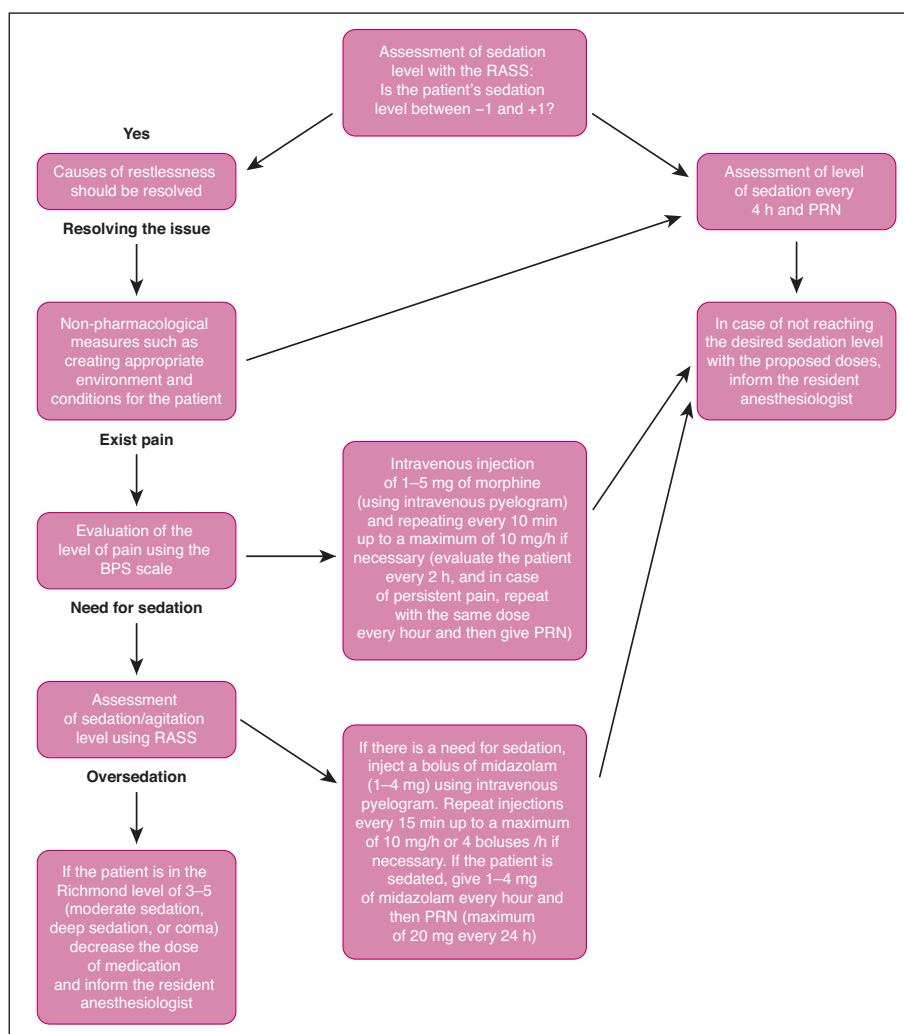 Assessment of sedation
level with the RASS:
Is the patient's sedation
level between −1 and +1?
Yes
Causes of restlessness
should be resolved
Assessment of level
of sedation every
4 h and PRN
Resolving the issue
Non-pharmacological
measures such as
creating appropriate
environment and
conditions for the patient
In case of not reaching
the desired sedation level
with the proposed doses,
inform the resident
anesthesiologist
Exist pain
Evaluation of the
level of pain using the
BPS scale
Intravenous injection
of 1–5 mg of morphine
(using intravenous pyelogram)
and repeating every 10 min
up to a maximum of 10 mg/h if
necessary (evaluate the patient
every 2 h, and in case
of persistent pain, repeat
with the same dose
every hour and then give PRN)
Need for sedation
Assessment
of sedation/agitation
level using RASS
If there is a need for sedation,
inject a bolus of midazolam
(1–4 mg) using intravenous
pyelogram. Repeat injections
every 15 min up to a maximum
of 10 mg/h or 4 boluses /h if
necessary. If the patient is
sedated, give 1–4 mg
of midazolam every hour and
then PRN (maximum
of 20 mg every 24 h)
Oversedation
If the patient is in the
Richmond level of 3–5
(moderate sedation,
deep sedation, or coma)
decrease the dose
of medication
and inform the resident
anesthesiologist